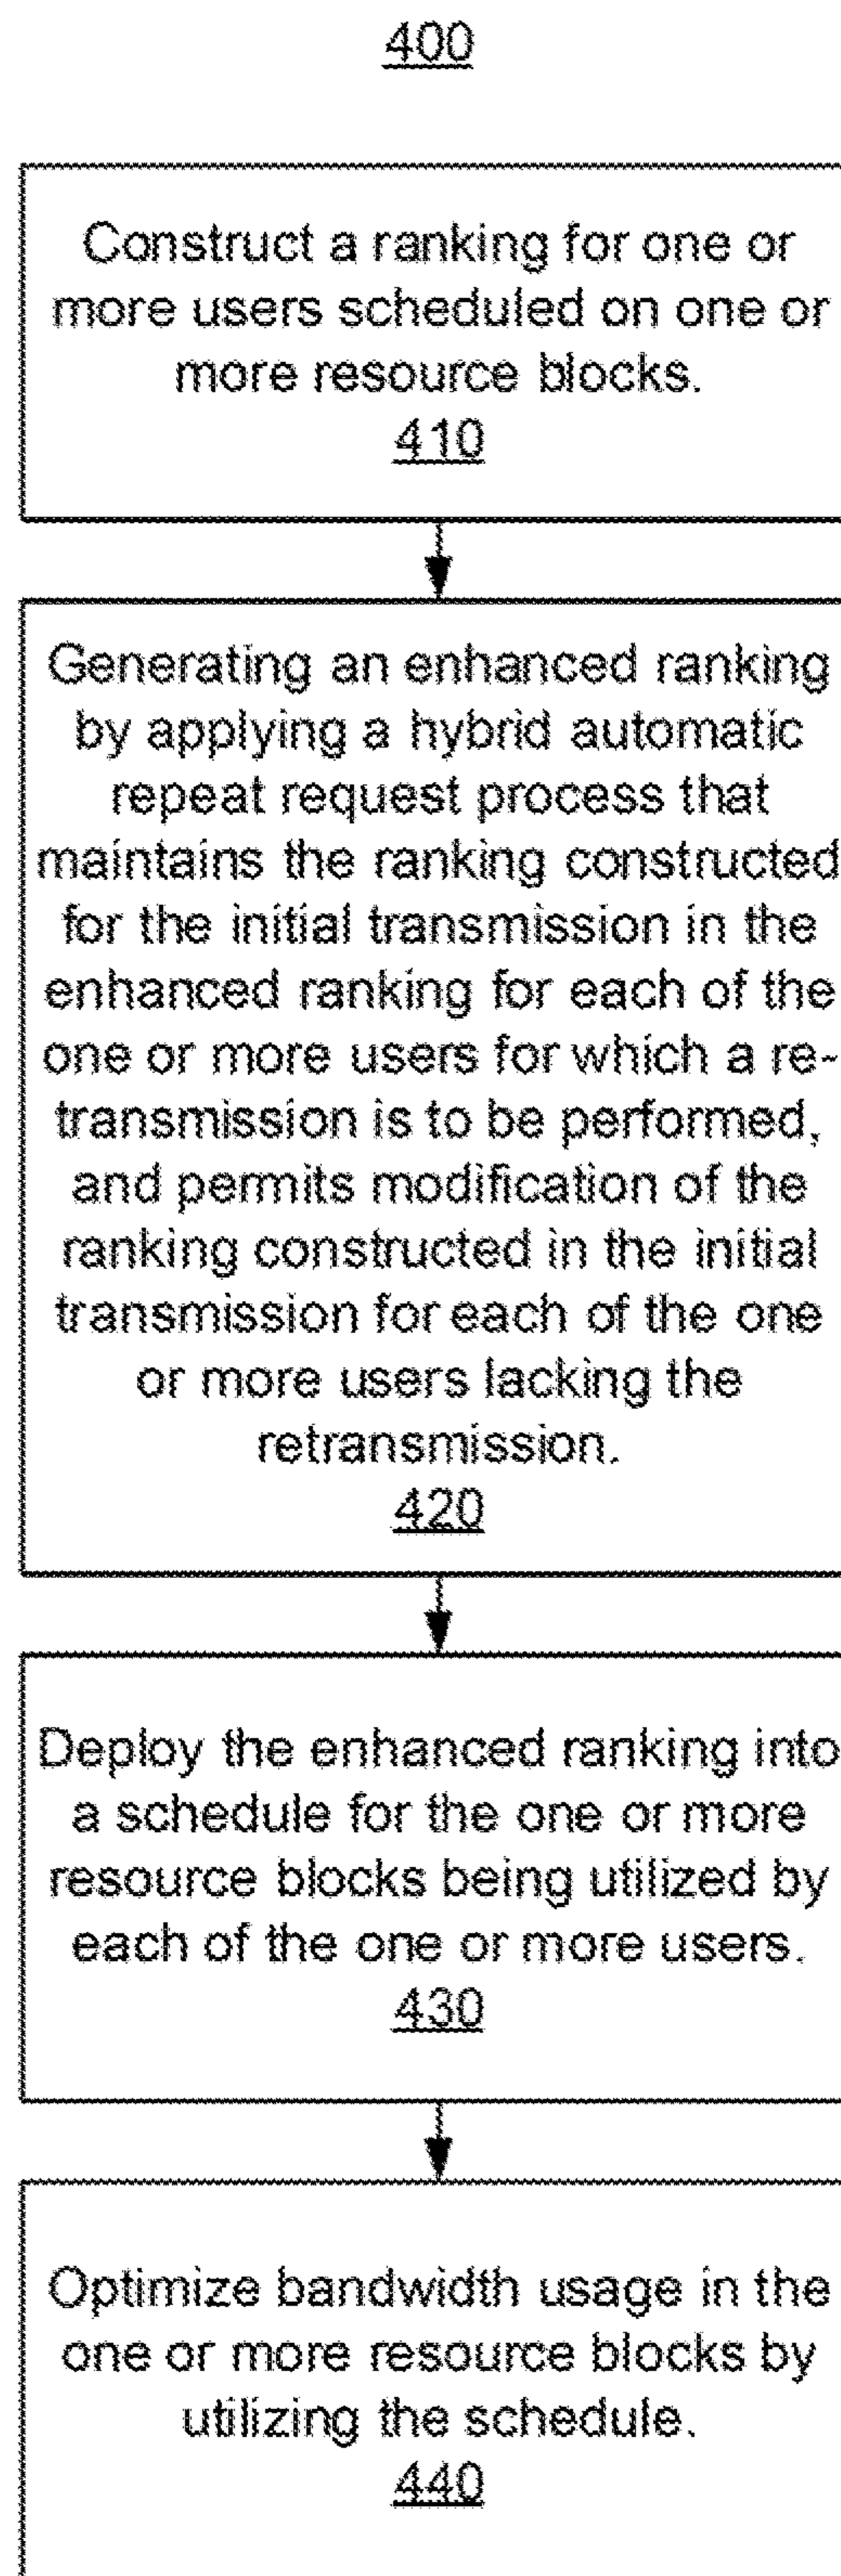 400
Construct a ranking for one or
more users scheduled on one or
more resource blocks.
410
Generating an enhanced ranking
by applying a hybrid automatic
repeat request process that
maintains the ranking constructed
for the initial transmission in the
enhanced ranking for each of the
one or more users for which a re-
transmission is to be performed,
and permits modification of the
ranking constructed in the initial
transmission for each of the one
or more users lacking the
retransmission.
420
Deploy the enhanced ranking into
a schedule for the one or more
resource blocks being utilized by
each of the one or more users.
430
Optimize bandwidth usage in the
one or more resource blocks by
utilizing the schedule.
440